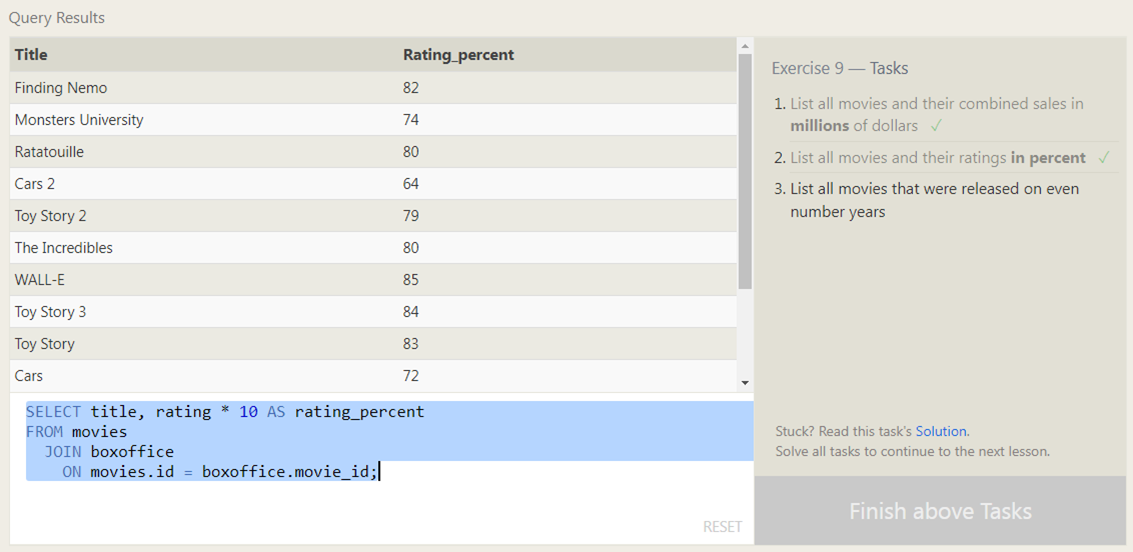 Query Results
Title Rating_percent
Finding Nemo 82
Monsters University 74
Ratatouille 80
Cars 2 64
Toy Story 2 79
The Incredibles 80
WALL-E 85
Toy Story 3 84
Toy Story 83
Cars 72
SELECT title, rating * 10 AS rating_percent
FROM movies
JOIN boxoffice
ON movies.id = boxoffice.movie_id;
RESET
Exercise 9 — Tasks
1. List all movies and their combined sales in
millions of dollars ✓
2. List all movies and their ratings in percent ✓
3. List all movies that were released on even
number years
Stuck? Read this task's Solution.
Solve all tasks to continue to the next lesson.
Finish above Tasks